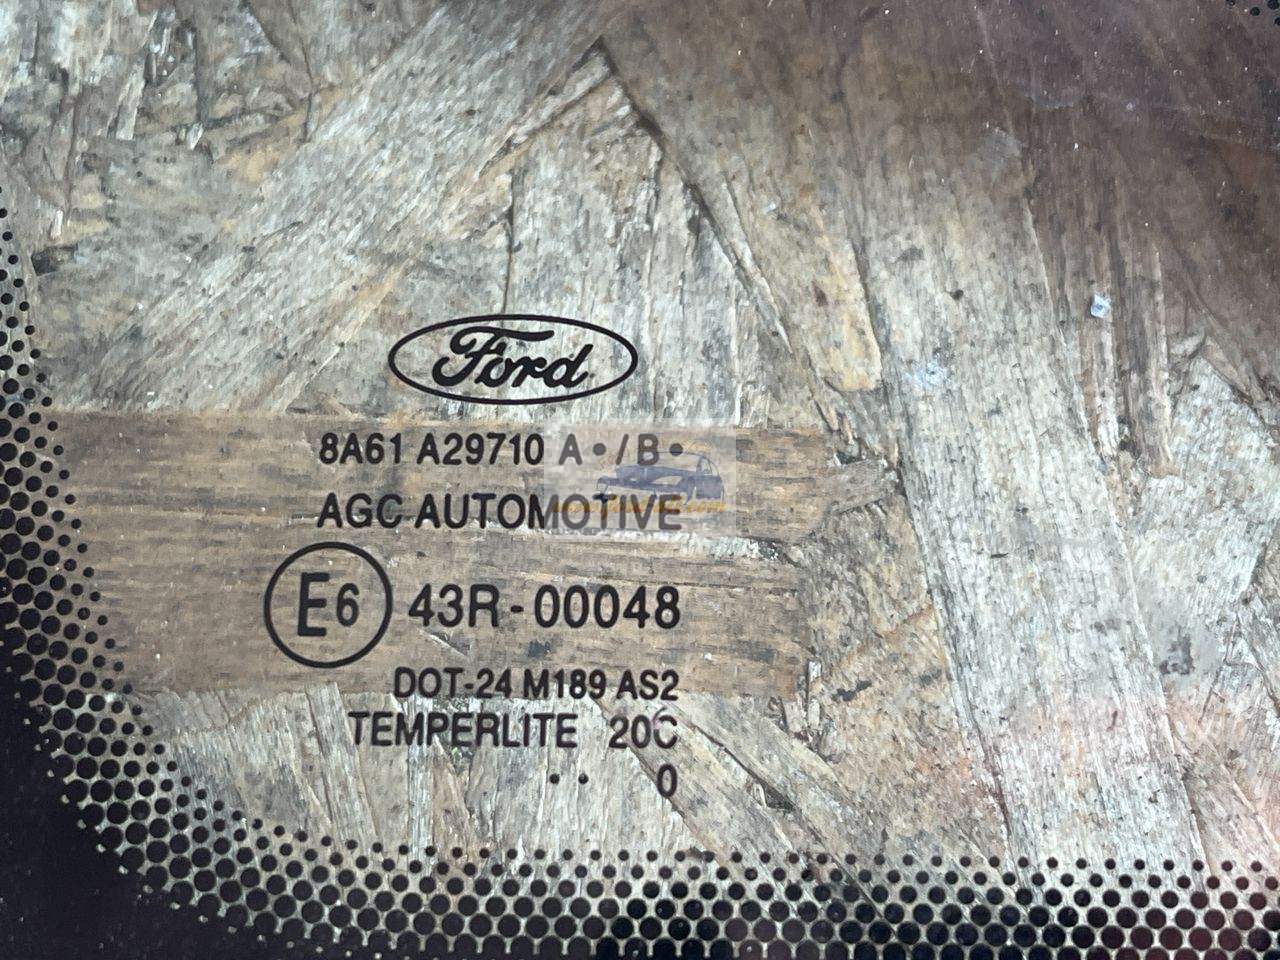 Ford
8A61 A29710 A • / B •
AGC AUTOMOTIVE
E6 43R-00048
DOT-24 M189 AS2
TEMPERLITE 20C
• • 0